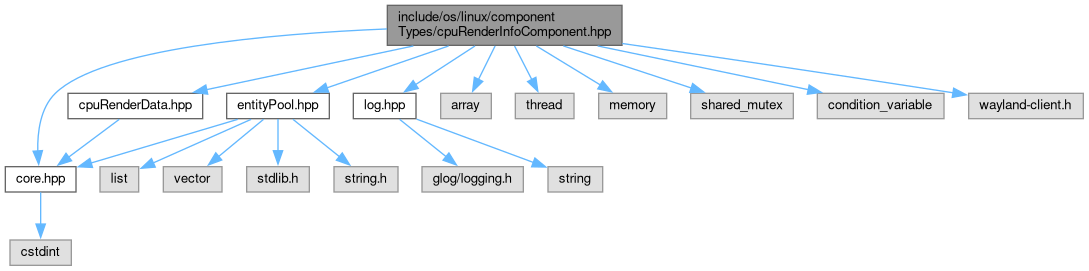 include/os/linux/component
Types/cpuRenderInfoComponent.hpp
cpuRenderData.hpp
entityPool.hpp
log.hpp
array
thread
memory
shared_mutex
condition_variable
wayland-client.h
core.hpp
list
vector
stdlib.h
string.h
glog/logging.h
string
cstdint